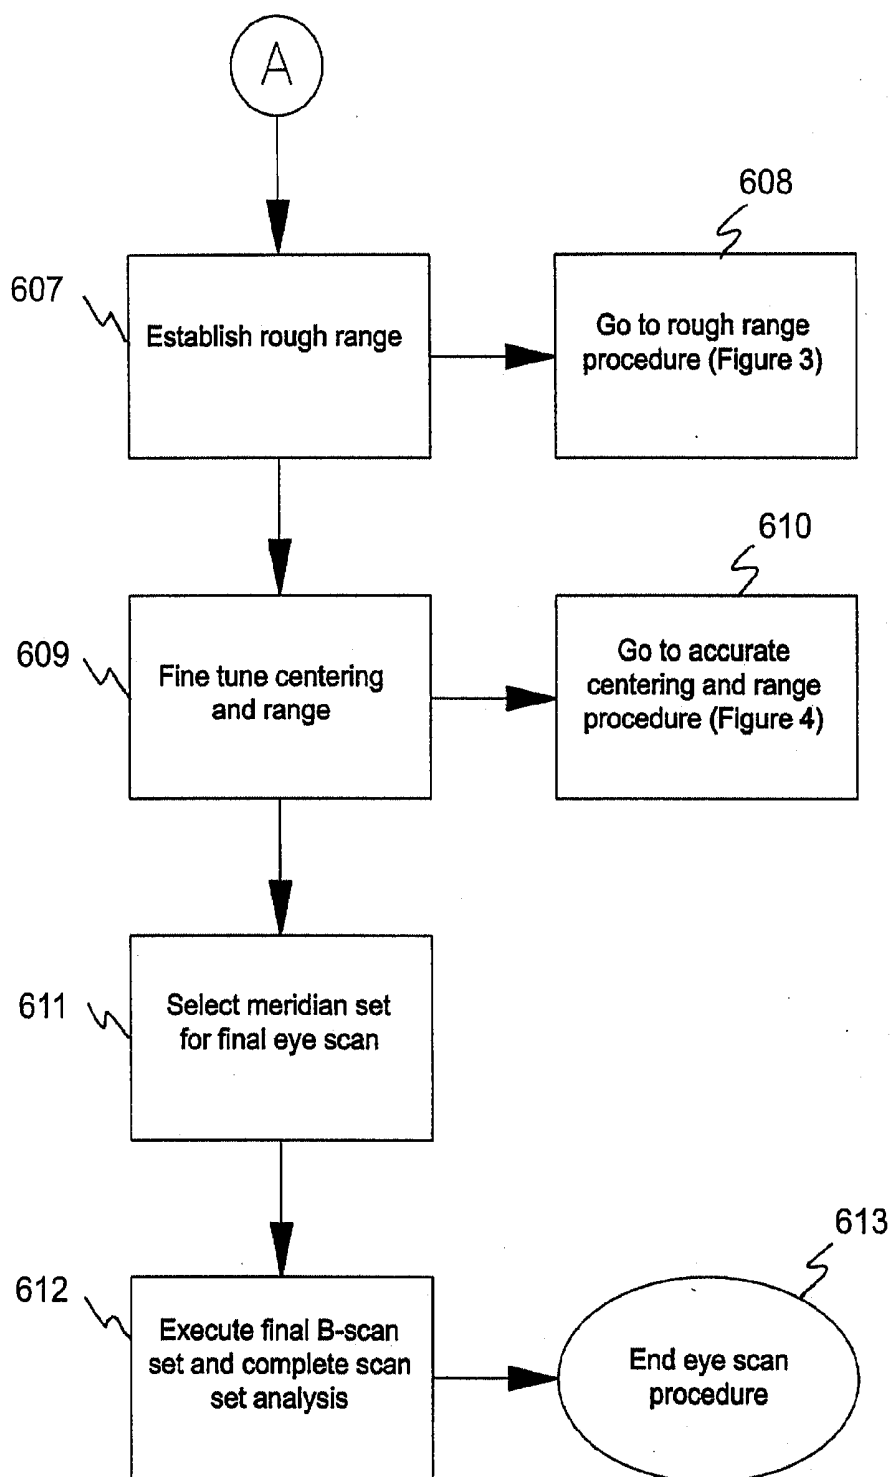 A
608
607
Establish rough range
Go to rough range
procedure (Figure 3)
610
609
Fine tune centering
and range
Go to accurate
centering and range
procedure (Figure 4)
611
Select meridian set
for final eye scan
613
612
Execute final B-scan
set and complete scan
set analysis
End eye scan
procedure